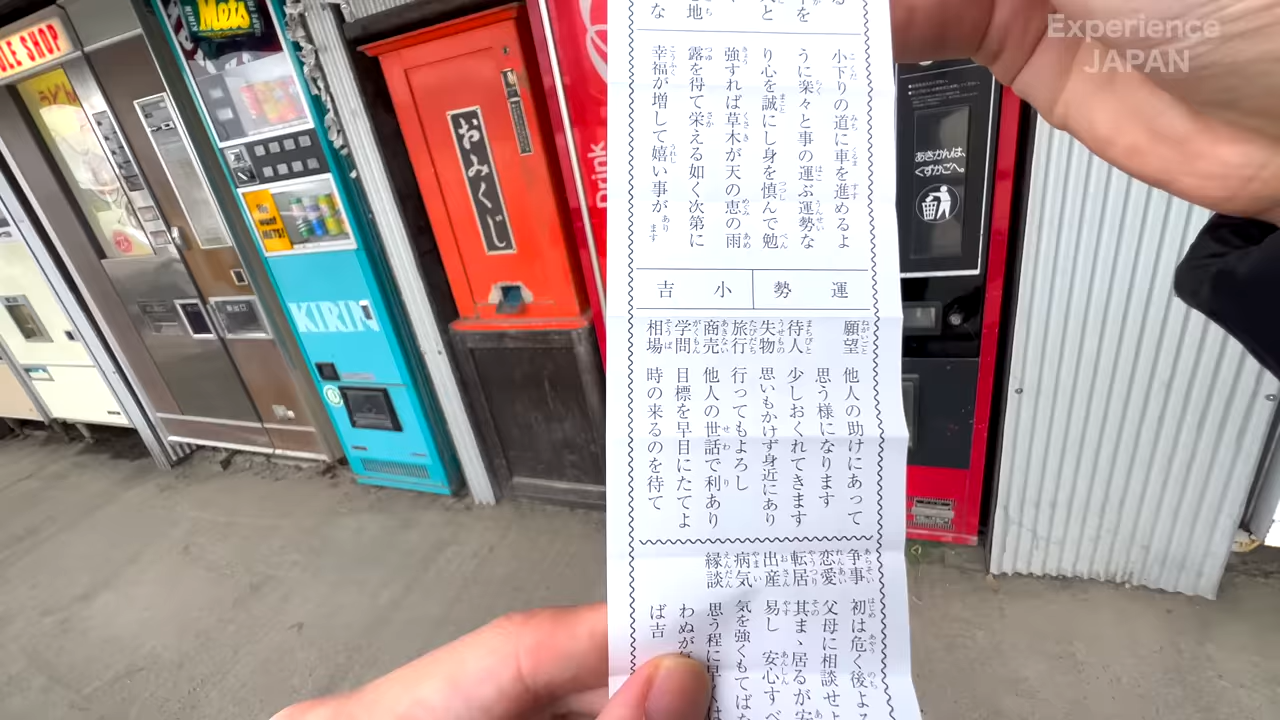 Experience
JAPAN
小下りの道に車を進めるよ
うに楽々と事の運ぶ運勢な
り心を誠にし身を慎んで勉
強すれば草木が天の恵の雨
露を得て栄える如く次第に
幸福が増して嬉い事があります
運勢 小吉
願望 他人の助けにあって
思う様になります
待人 少しおくれてきます
失物 思いもかけず身近にあり
旅行 行ってもよろし
商売 他人の世話で利あり
学問 目標を早目にたてよ
相場 時の来るのを待て
争事 初は危く後よ
恋愛 父母に相談せよ
転居 其まゝ居るが安
出産 易し 安心すべ
病気 気を強くもてばな
縁談 思う程に早
わぬが
ば吉
おみくじ
KIRIN
Mets
KIRIN
We want METS!
LE SHOP
うどん
Drink
あきかんは、
くずかごへ。